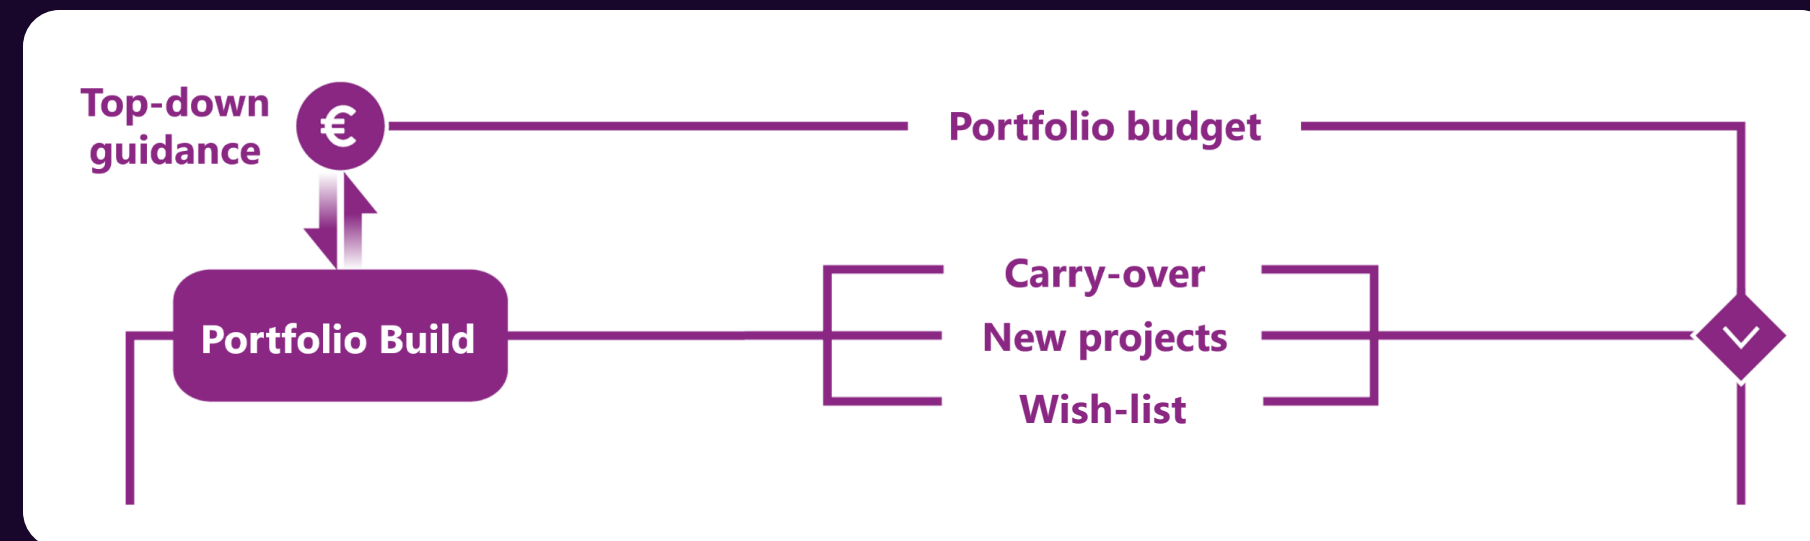 Top-down
guidance
€
Portfolio budget
Portfolio Build
Carry-over
New projects
Wish-list